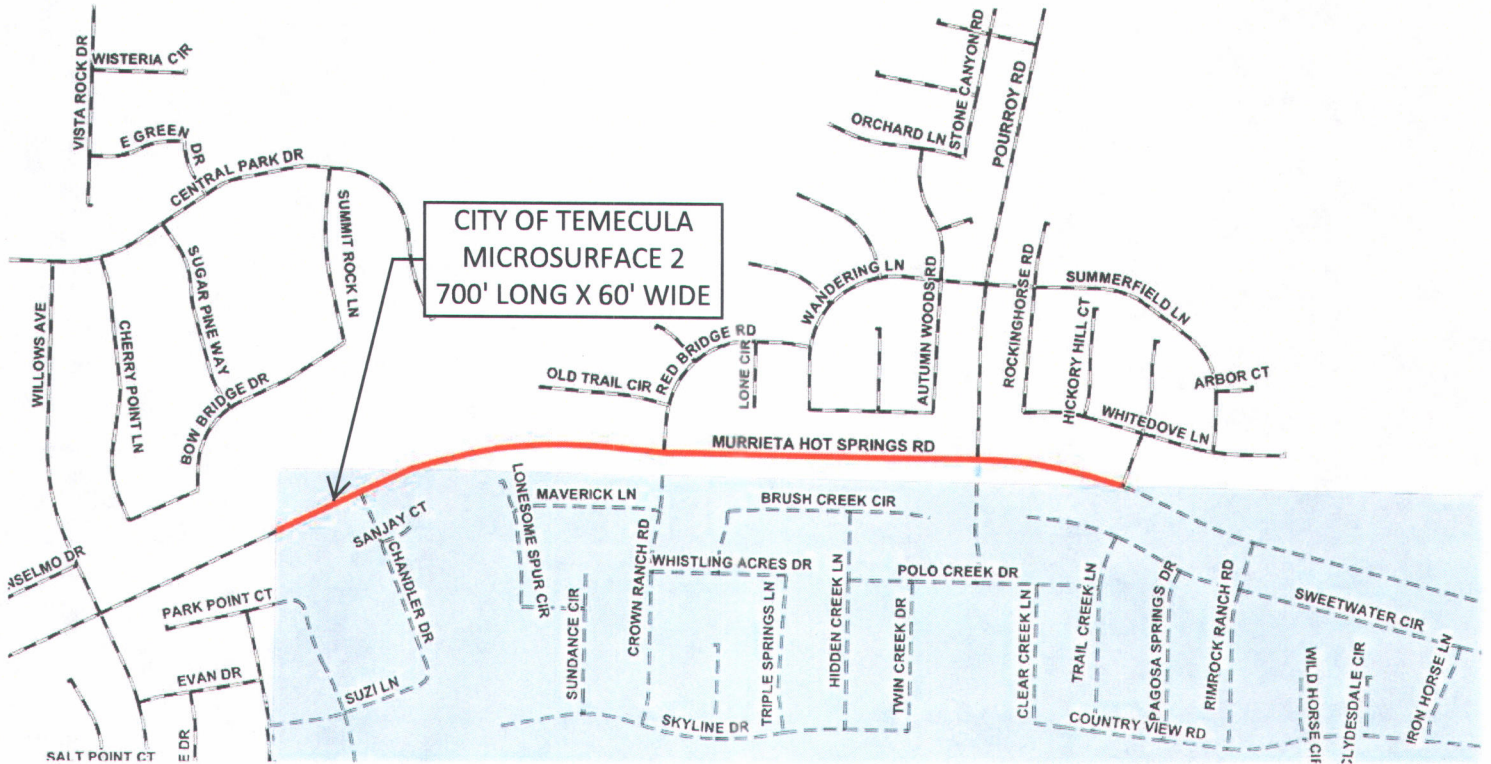 VISTA ROCK DR
WISTERIA CIR
E GREEN DR
CENTRAL PARK DR
SUMMIT ROCK LN
SUGAR PINE WAY
CHERRY POINT LN
WILLOWS AVE
BOW BRIDGE DR
CITY OF TEMECULA
MICROSURFACE 2
700' LONG X 60' WIDE
STONE CANYON RD
POURROY RD
ORCHARD LN
WANDERING LN
AUTUMN WOODS RD
ROCKINGHORSE RD
SUMMERFIELD LN
HICKORY HILL CT
ARBOR CT
WHITEDOVE LN
RED BRIDGE RD
LONE CIR
OLD TRAIL CIR
MURRIETA HOT SPRINGS RD
NSELMO DR
PARK POINT CT
EVAN DR
E DR
SALT POINT CT
SUZI LN
SANJAY CT
CHANDLER DR
LONESOME SPUR CIR
MAVERICK LN
BRUSH CREEK CIR
CROWN RANCH RD
WHISTLING ACRES DR
SUNDANCE CIR
TRIPLE SPRINGS LN
HIDDEN CREEK LN
POLO CREEK DR
TWIN CREEK DR
SKYLINE DR
CLEAR CREEK LN
TRAIL CREEK LN
PAGOSA SPRINGS DR
RIMROCK RANCH RD
COUNTRY VIEW RD
SWEETWATER CIR
WILD HORSE CIR
CLYDESDALE CIR
IRON HORSE LN